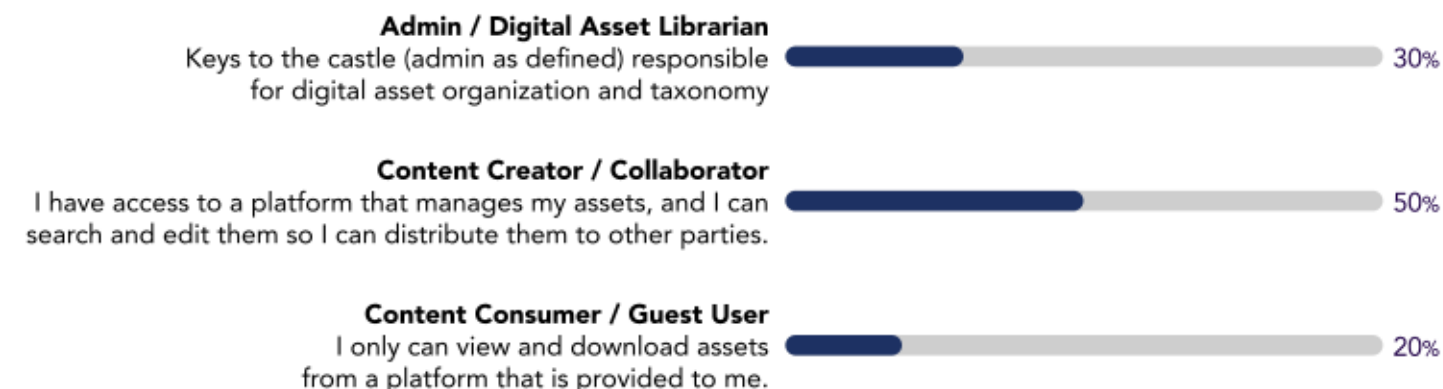 Admin / Digital Asset Librarian
Keys to the castle (admin as defined) responsible
for digital asset organization and taxonomy
30%
Content Creator / Collaborator
I have access to a platform that manages my assets, and I can
search and edit them so I can distribute them to other parties.
50%
Content Consumer / Guest User
I only can view and download assets
from a platform that is provided to me.
20%